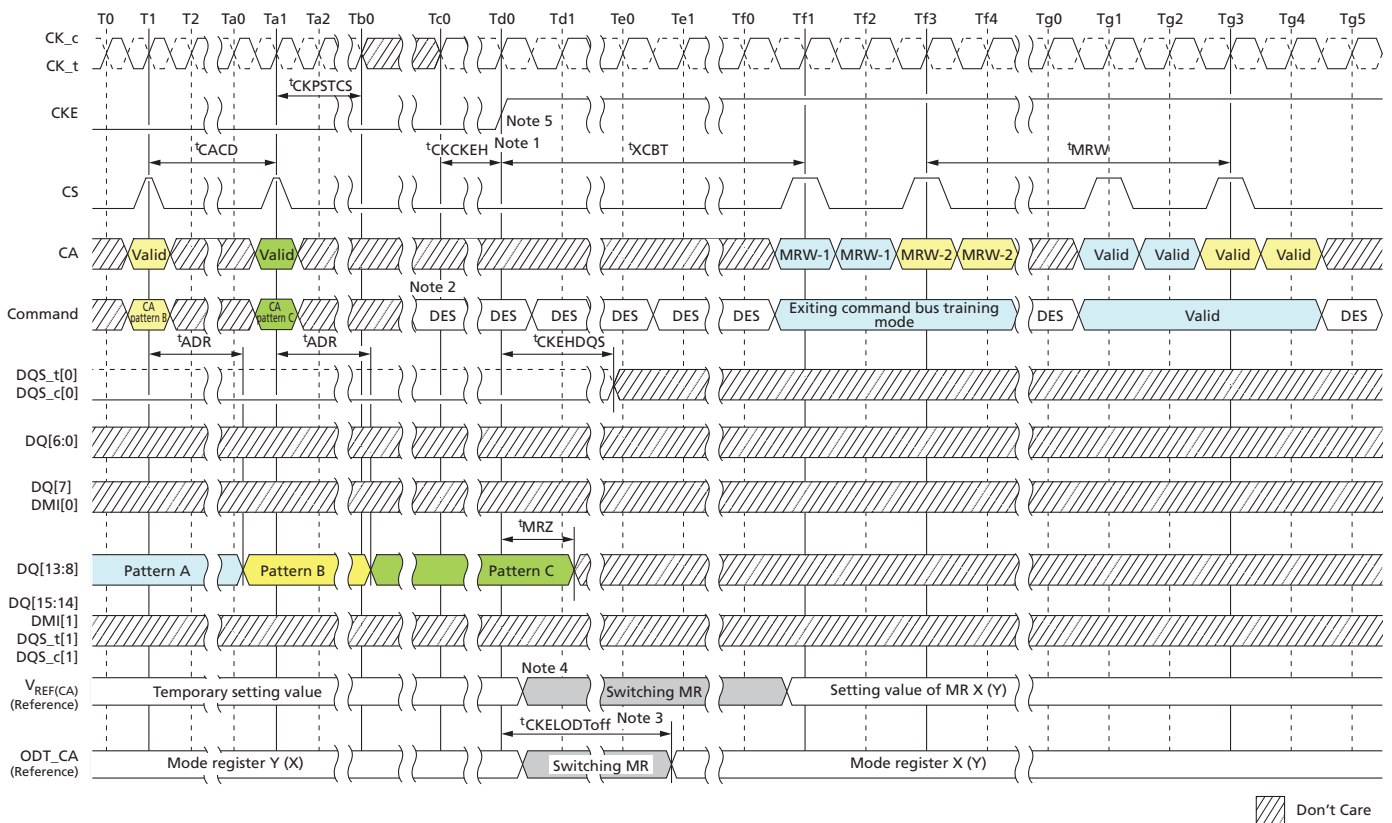 T0 T1 T2 Ta0 Ta1 Ta2 Tb0 Tc0 Td0 Td1 Te0 Te1 Tf0 Tf1 Tf2 Tf3 Tf4 Tg0 Tg1 Tg2 Tg3 Tg4 Tg5
CK_c
CK_t
tCKPSTCS
CKE
Note 5
Note 1
tCACD tCKCKEH tXCBT tMRW
CS
CA Valid Valid MRW-1 MRW-1 MRW-2 MRW-2 Valid Valid Valid Valid
Note 2
Command CA pattern B CA pattern C DES DES DES DES DES DES Exiting command bus training mode DES Valid DES
tADR tADR tCKEHDQS
DQS_t[0]
DQS_c[0]
DQ[6:0]
DQ[7]
DMI[0]
tMRZ
DQ[13:8] Pattern A Pattern B Pattern C
DQ[15:14]
DMI[1]
DQS_t[1]
DQS_c[1]
Note 4
VREF(CA) Temporary setting value Switching MR Setting value of MR X (Y)
(Reference)
tCKELODToff Note 3
ODT_CA Mode register Y (X) Switching MR Mode register X (Y)
(Reference)
Don't Care